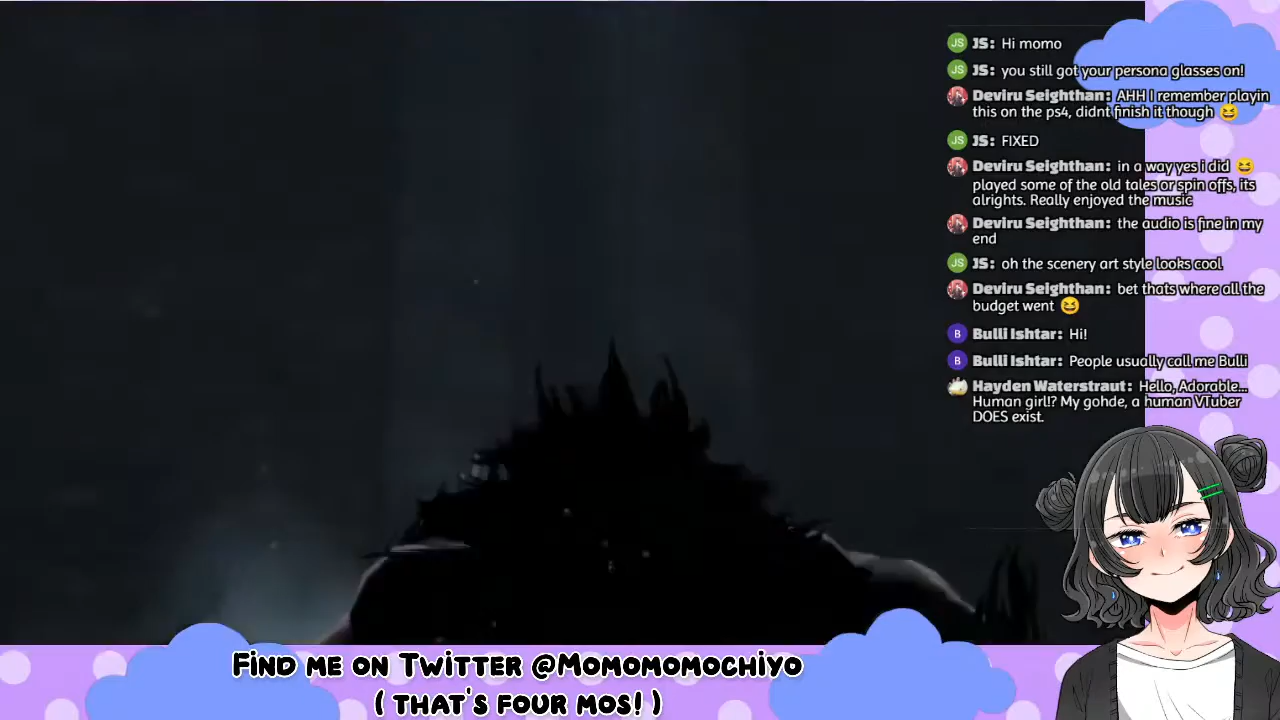 JS: Hi momo
JS: you still got your persona glasses on!
Deviru Seighthan: AHH I remember playin
this on the ps4, didnt finish it though 😆
JS: FIXED
Deviru Seighthan: in a way yes i did 😆
played some of the old tales or spin offs, its
alrights. Really enjoyed the music
Deviru Seighthan: the audio is fine in my
end
JS: oh the scenery art style looks cool
Deviru Seighthan: bet thats where all the
budget went 😆
B Bulli Ishtar: Hi!
B Bulli Ishtar: People usually call me Bulli
Hayden Waterstraut: Hello, Adorable...
Human girl!? My gohde, a human VTuber
DOES exist.
Find me on Twitter @Momomomochiyo
( that's four mos! )